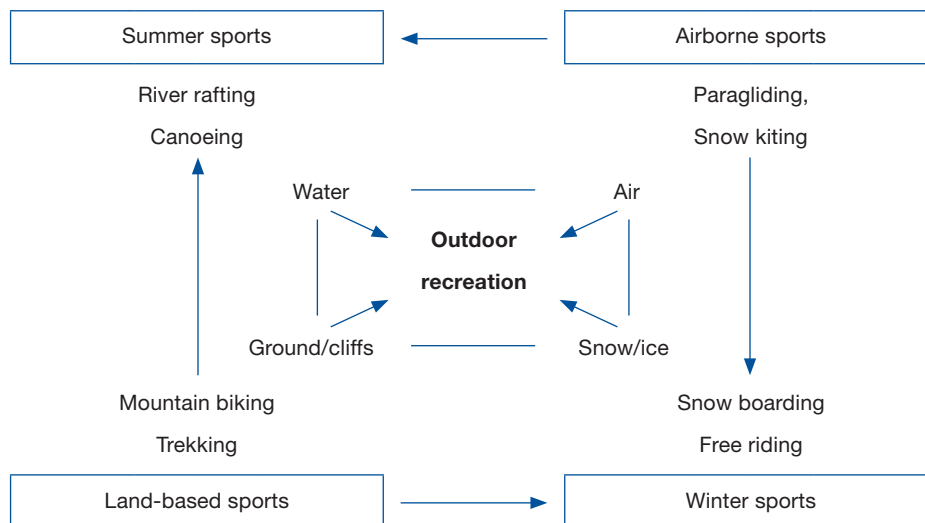 Summer sports
Airborne sports
River rafting
Canoeing
Paragliding,
Snow kiting
Water
Air
Outdoor
recreation
Ground/cliffs
Snow/ice
Mountain biking
Trekking
Snow boarding
Free riding
Land-based sports
Winter sports